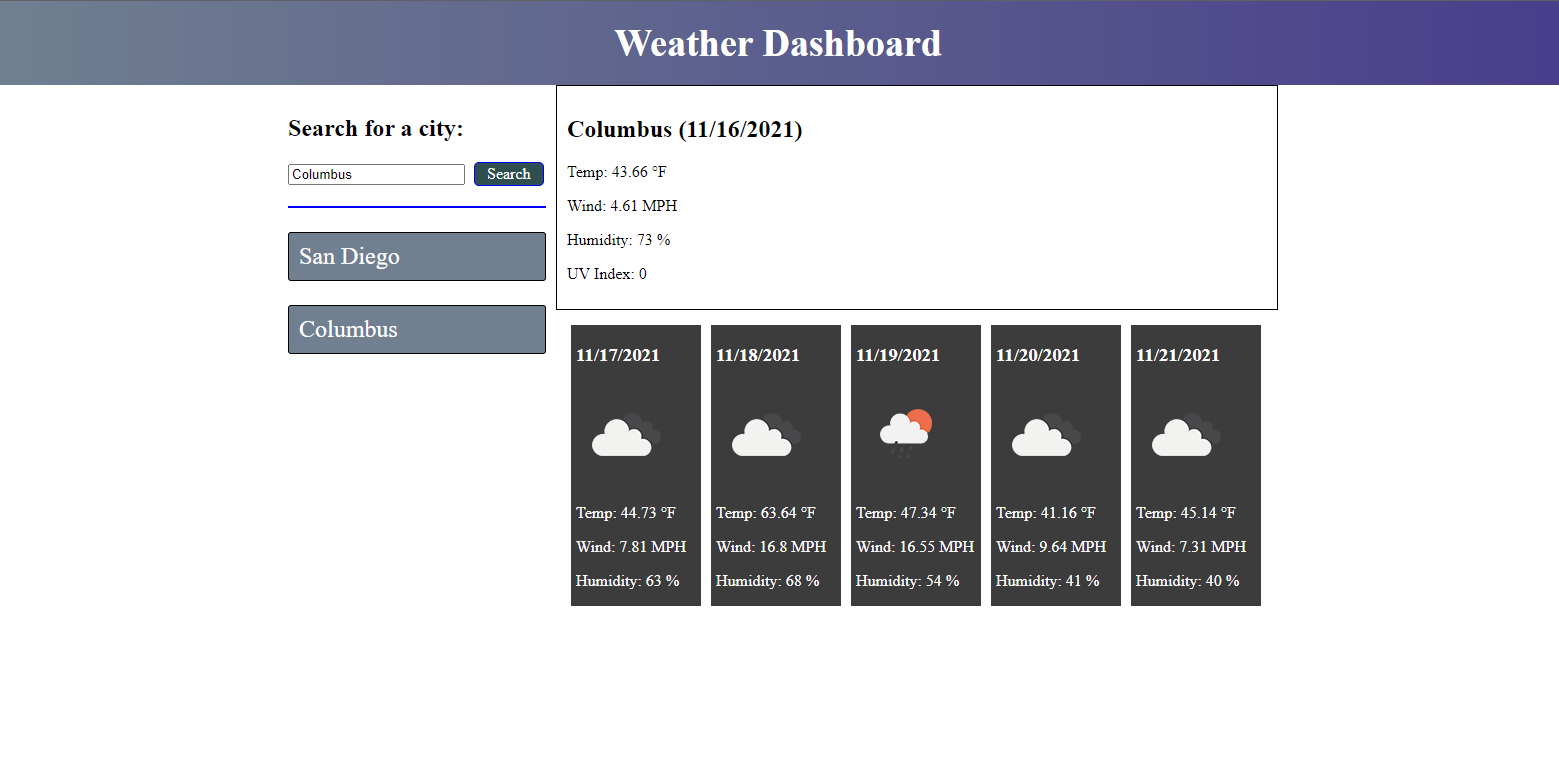 Weather Dashboard
Search for a city:
Columbus
Search
San Diego
Columbus
Columbus (11/16/2021)
Temp: 43.66 °F
Wind: 4.61 MPH
Humidity: 73 %
UV Index: 0
11/17/2021
Temp: 44.73 °F
Wind: 7.81 MPH
Humidity: 63 %
11/18/2021
Temp: 63.64 °F
Wind: 16.8 MPH
Humidity: 68 %
11/19/2021
Temp: 47.34 °F
Wind: 16.55 MPH
Humidity: 54 %
11/20/2021
Temp: 41.16 °F
Wind: 9.64 MPH
Humidity: 41 %
11/21/2021
Temp: 45.14 °F
Wind: 7.31 MPH
Humidity: 40 %